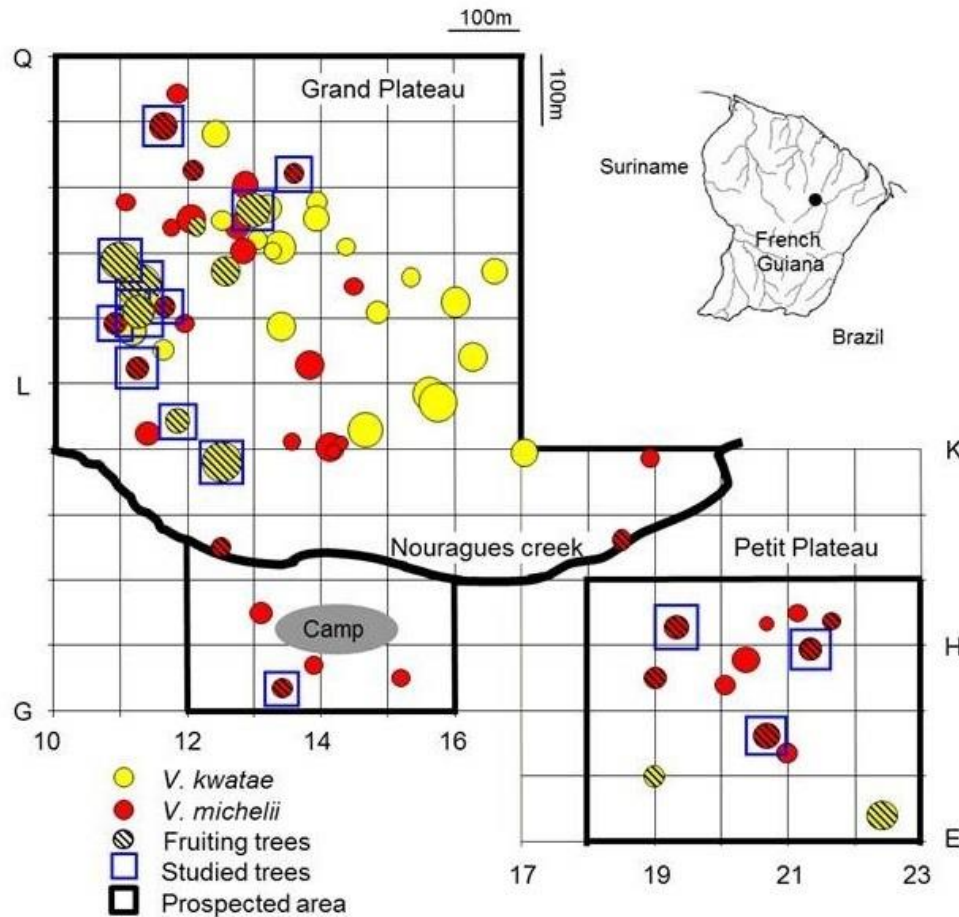 100m
Q
Grand Plateau
100m
Suriname
French
Guiana
Brazil
L
K
Nouragues creek
Petit Plateau
Camp
H
G
10
12
14
16
V. kwatae
V. michelii
Fruiting trees
Studied trees
Prospected area
E
17
19
21
23